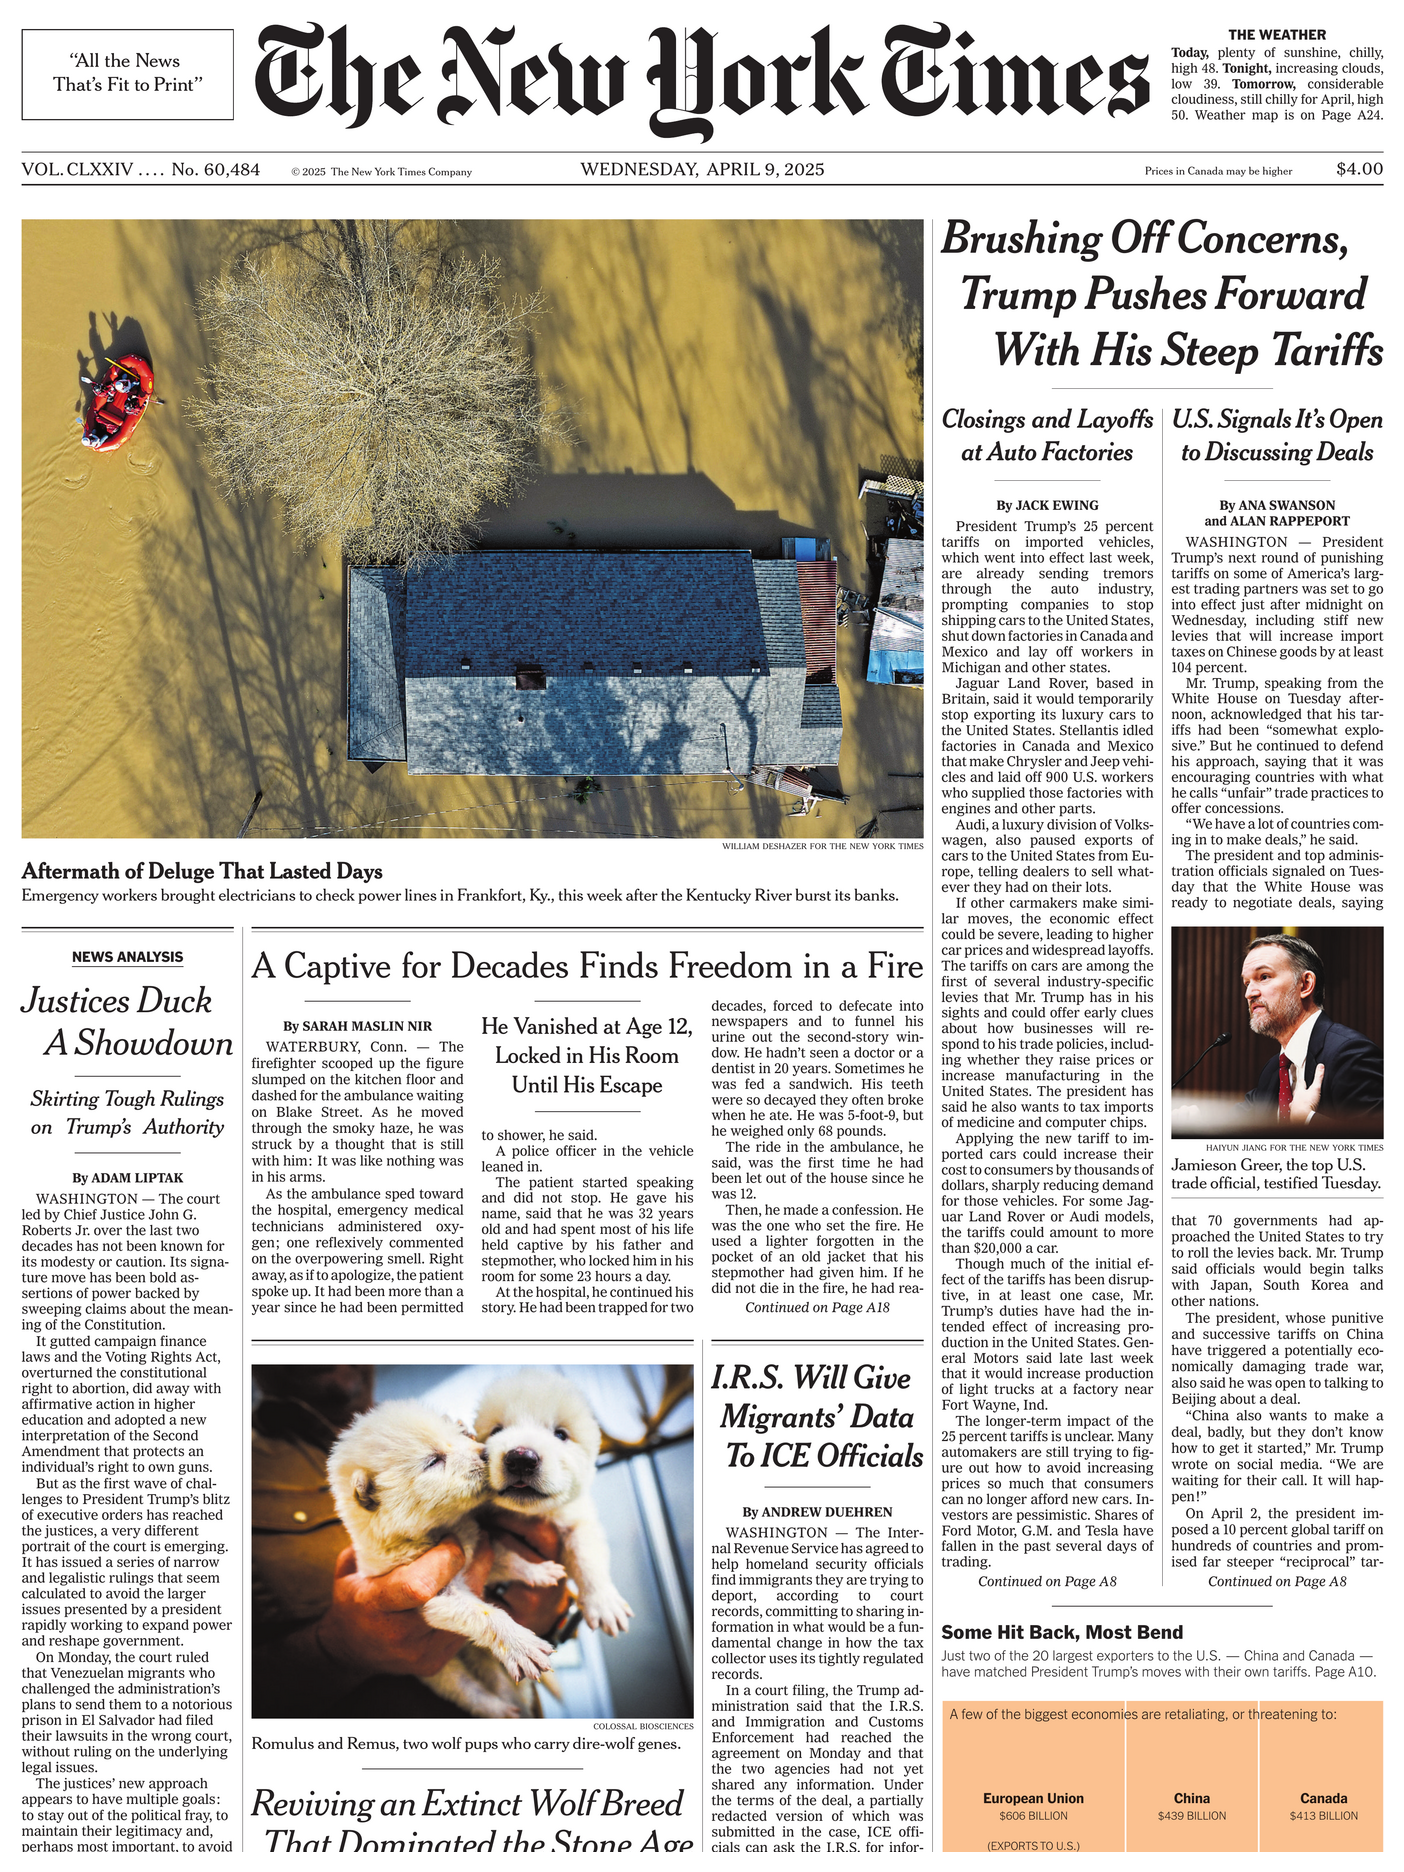 “All the News
That’s Fit to Print”
The New York Times
THE WEATHER
Today, plenty of sunshine, chilly,
high 48. Tonight, increasing clouds,
low 39. Tomorrow, considerable
cloudiness, still chilly for April, high
50. Weather map is on Page A24.
VOL. CLXXIV .... No. 60,484
© 2025 The New York Times Company
WEDNESDAY, APRIL 9, 2025
Prices in Canada may be higher
$4.00
WILLIAM DESHAZER FOR THE NEW YORK TIMES
Aftermath of Deluge That Lasted Days
Emergency workers brought electricians to check power lines in Frankfort, Ky., this week after the Kentucky River burst its banks.
Brushing Off Concerns,
Trump Pushes Forward
With His Steep Tariffs
Closings and Layoffs
at Auto Factories
By JACK EWING
President Trump’s 25 percent
tariffs on imported vehicles,
which went into effect last week,
are already sending tremors
through the auto industry,
prompting companies to stop
shipping cars to the United States,
shut down factories in Canada and
Mexico and lay off workers in
Michigan and other states.
Jaguar Land Rover, based in
Britain, said it would temporarily
stop exporting its luxury cars to
the United States. Stellantis idled
factories in Canada and Mexico
that make Chrysler and Jeep vehi-
cles and laid off 900 U.S. workers
who supplied those factories with
engines and other parts.
Audi, a luxury division of Volks-
wagen, also paused exports of
cars to the United States from Eu-
rope, telling dealers to sell what-
ever they had on their lots.
If other carmakers make simi-
lar moves, the economic effect
could be severe, leading to higher
car prices and widespread layoffs.
The tariffs on cars are among the
first of several industry-specific
levies that Mr. Trump has in his
sights and could offer early clues
about how businesses will re-
spond to his trade policies, includ-
ing whether they raise prices or
increase manufacturing in the
United States. The president has
said he also wants to tax imports
of medicine and computer chips.
Applying the new tariff to im-
ported cars could increase their
cost to consumers by thousands of
dollars, sharply reducing demand
for those vehicles. For some Jag-
uar Land Rover or Audi models,
the tariffs could amount to more
than $20,000 a car.
Though much of the initial ef-
fect of the tariffs has been disrup-
tive, in at least one case, Mr.
Trump’s duties have had the in-
tended effect of increasing pro-
duction in the United States. Gen-
eral Motors said late last week
that it would increase production
of light trucks at a factory near
Fort Wayne, Ind.
The longer-term impact of the
25 percent tariffs is unclear. Many
automakers are still trying to fig-
ure out how to avoid increasing
prices so much that consumers
can no longer afford new cars. In-
vestors are pessimistic. Shares of
Ford Motor, G.M. and Tesla have
fallen in the past several days of
trading.
Continued on Page A8
U.S. Signals It’s Open
to Discussing Deals
By ANA SWANSON
and ALAN RAPPEPORT
WASHINGTON — President
Trump’s next round of punishing
tariffs on some of America’s larg-
est trading partners was set to go
into effect just after midnight on
Wednesday, including stiff new
levies that will increase import
taxes on Chinese goods by at least
104 percent.
Mr. Trump, speaking from the
White House on Tuesday after-
noon, acknowledged that his tar-
iffs had been “somewhat explo-
sive.” But he continued to defend
his approach, saying that it was
encouraging countries with what
he calls “unfair” trade practices to
offer concessions.
“We have a lot of countries com-
ing in to make deals,” he said.
The president and top adminis-
tration officials signaled on Tues-
day that the White House was
ready to negotiate deals, saying
HAIYUN JIANG FOR THE NEW YORK TIMES
Jamieson Greer, the top U.S.
trade official, testified Tuesday.
that 70 governments had ap-
proached the United States to try
to roll the levies back. Mr. Trump
said officials would begin talks
with Japan, South Korea and
other nations.
The president, whose punitive
and successive tariffs on China
have triggered a potentially eco-
nomically damaging trade war,
also said he was open to talking to
Beijing about a deal.
“China also wants to make a
deal, badly, but they don’t know
how to get it started,” Mr. Trump
wrote on social media. “We are
waiting for their call. It will hap-
pen!”
On April 2, the president im-
posed a 10 percent global tariff on
hundreds of countries and prom-
ised far steeper “reciprocal” tar-
Continued on Page A8
NEWS ANALYSIS
Justices Duck
A Showdown
Skirting Tough Rulings
on Trump’s Authority
By ADAM LIPTAK
WASHINGTON — The court
led by Chief Justice John G.
Roberts Jr. over the last two
decades has not been known for
its modesty or caution. Its signa-
ture move has been bold as-
sertions of power backed by
sweeping claims about the mean-
ing of the Constitution.
It gutted campaign finance
laws and the Voting Rights Act,
overturned the constitutional
right to abortion, did away with
affirmative action in higher
education and adopted a new
interpretation of the Second
Amendment that protects an
individual’s right to own guns.
But as the first wave of chal-
lenges to President Trump’s blitz
of executive orders has reached
the justices, a very different
portrait of the court is emerging.
It has issued a series of narrow
and legalistic rulings that seem
calculated to avoid the larger
issues presented by a president
rapidly working to expand power
and reshape government.
On Monday, the court ruled
that Venezuelan migrants who
challenged the administration’s
plans to send them to a notorious
prison in El Salvador had filed
their lawsuits in the wrong court,
without ruling on the underlying
legal issues.
The justices’ new approach
appears to have multiple goals:
to stay out of the political fray, to
maintain their legitimacy and,
perhaps most important, to avoid
A Captive for Decades Finds Freedom in a Fire
By SARAH MASLIN NIR
WATERBURY, Conn. — The
firefighter scooped up the figure
slumped on the kitchen floor and
dashed for the ambulance waiting
on Blake Street. As he moved
through the smoky haze, he was
struck by a thought that is still
with him: It was like nothing was
in his arms.
As the ambulance sped toward
the hospital, emergency medical
technicians administered oxy-
gen; one reflexively commented
on the overpowering smell. Right
away, as if to apologize, the patient
spoke up. It had been more than a
year since he had been permitted
He Vanished at Age 12,
Locked in His Room
Until His Escape
to shower, he said.
A police officer in the vehicle
leaned in.
The patient started speaking
and did not stop. He gave his
name, said that he was 32 years
old and had spent most of his life
held captive by his father and
stepmother, who locked him in his
room for some 23 hours a day.
At the hospital, he continued his
story. He had been trapped for two
decades, forced to defecate into
newspapers and to funnel his
urine out the second-story win-
dow. He hadn’t seen a doctor or a
dentist in 20 years. Sometimes he
was fed a sandwich. His teeth
were so decayed they often broke
when he ate. He was 5-foot-9, but
he weighed only 68 pounds.
The ride in the ambulance, he
said, was the first time he had
been let out of the house since he
was 12.
Then, he made a confession. He
was the one who set the fire. He
used a lighter forgotten in the
pocket of an old jacket that his
stepmother had given him. If he
did not die in the fire, he had rea-
Continued on Page A18
COLOSSAL BIOSCIENCES
Romulus and Remus, two wolf pups who carry dire-wolf genes.
Reviving an Extinct Wolf Breed
That Dominated the Stone Age
I.R.S. Will Give
Migrants’ Data
To ICE Officials
By ANDREW DUEHREN
WASHINGTON — The Inter-
nal Revenue Service has agreed to
help homeland security officials
find immigrants they are trying to
deport, according to court
records, committing to sharing in-
formation in what would be a fun-
damental change in how the tax
collector uses its tightly regulated
records.
In a court filing, the Trump ad-
ministration said that the I.R.S.
and Immigration and Customs
Enforcement had reached the
agreement on Monday and that
the two agencies had not yet
shared any information. Under
the terms of the deal, a partially
redacted version of which was
submitted in the case, ICE offi-
cials can ask the I.R.S. for infor-
Some Hit Back, Most Bend
Just two of the 20 largest exporters to the U.S. — China and Canada —
have matched President Trump’s moves with their own tariffs. Page A10.
A few of the biggest economies are retaliating, or threatening to:
European Union
$606 BILLION
(EXPORTS TO U.S.)
China
$439 BILLION
Canada
$413 BILLION